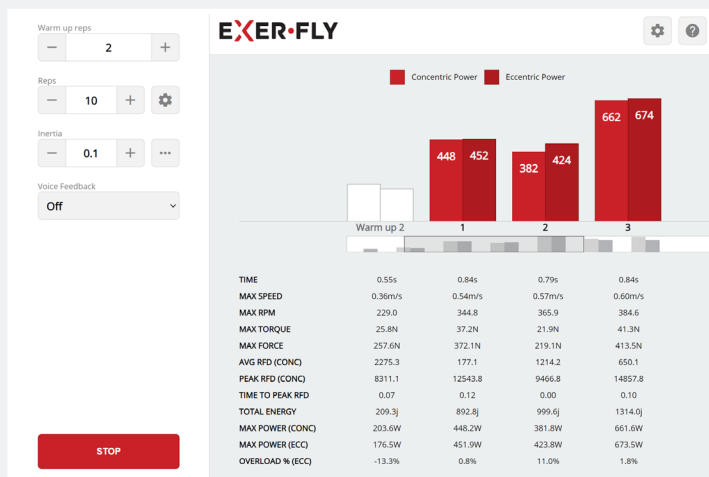 Warm up reps
— 2 +
Reps
— 10 +
Inertia
— 0.1 + ...
Voice Feedback
Off
STOP
EXER•FLY
?
Concentric Power Eccentric Power
448 452 382 424 662 674
Warm up 2 1 2 3
TIME 0.55s 0.84s 0.79s 0.84s
MAX SPEED 0.36m/s 0.54m/s 0.57m/s 0.60m/s
MAX RPM 229.0 344.8 365.9 384.6
MAX TORQUE 25.8N 37.2N 21.9N 41.3N
MAX FORCE 257.6N 372.1N 219.1N 413.5N
AVG RFD (CONC) 2275.3 177.1 1214.2 650.1
PEAK RFD (CONC) 8311.1 12543.8 9466.8 14857.8
TIME TO PEAK RFD 0.07 0.12 0.00 0.10
TOTAL ENERGY 209.3j 892.8j 999.6j 1314.0j
MAX POWER (CONC) 203.6W 448.2W 381.8W 661.6W
MAX POWER (ECC) 176.5W 451.9W 423.8W 673.5W
OVERLOAD % (ECC) -13.3% 0.8% 11.0% 1.8%